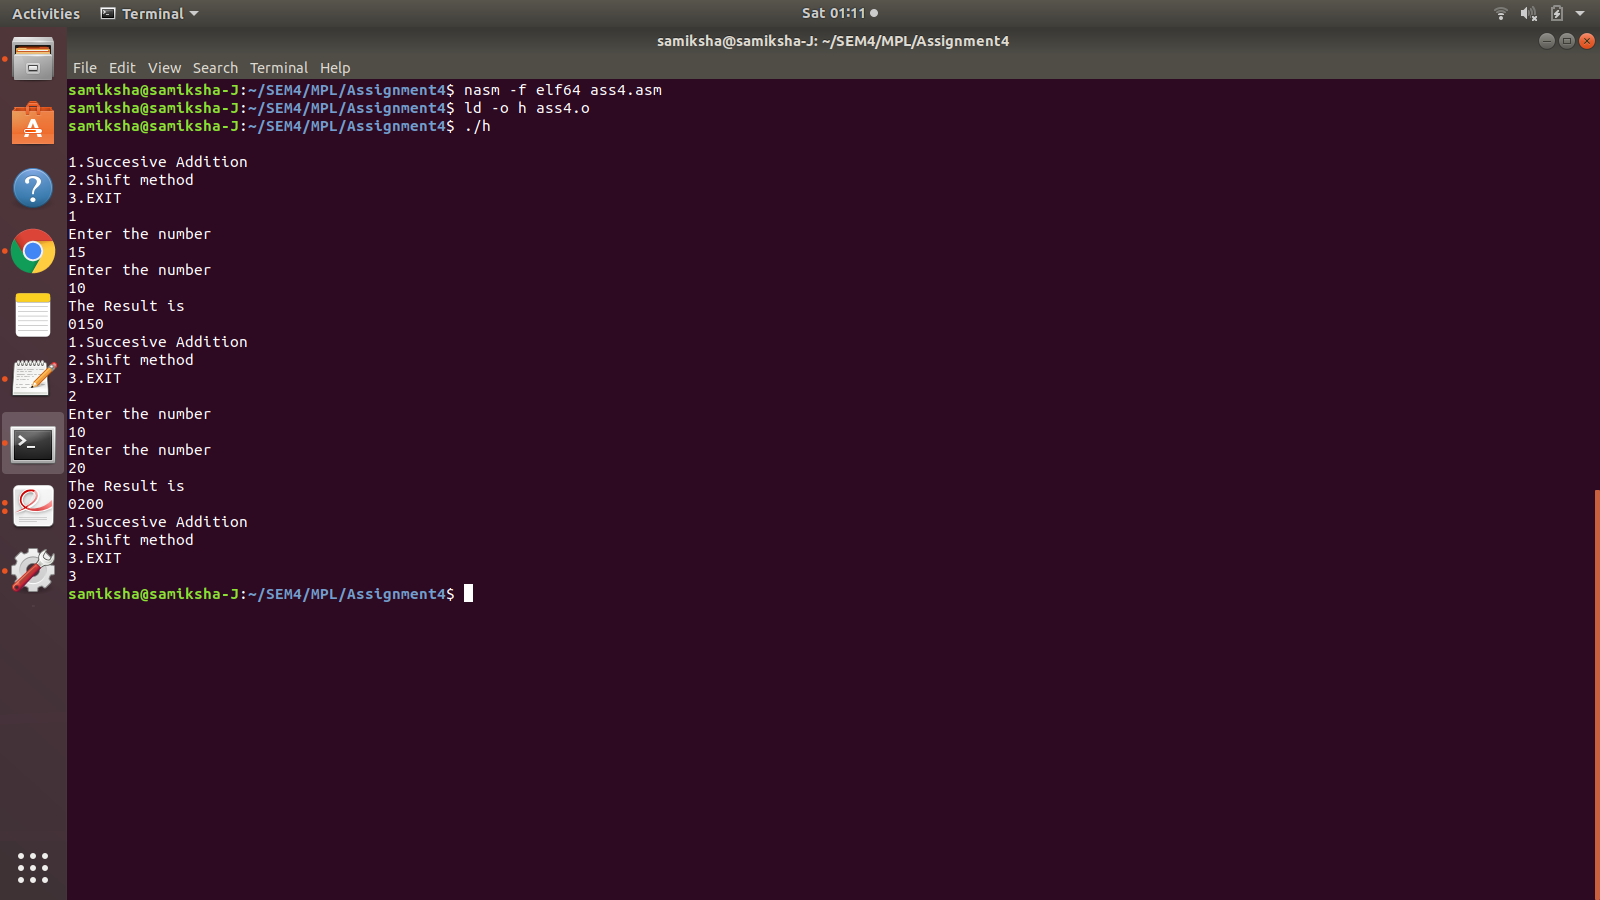 Activities Terminal Sat 01:11
samiksha@samiksha-J: ~/SEM4/MPL/Assignment4
File Edit View Search Terminal Help
samiksha@samiksha-J:~/SEM4/MPL/Assignment4$ nasm -f elf64 ass4.asm
samiksha@samiksha-J:~/SEM4/MPL/Assignment4$ ld -o h ass4.o
samiksha@samiksha-J:~/SEM4/MPL/Assignment4$ ./h
1.Succesive Addition
2.Shift method
3.EXIT
1
Enter the number
15
Enter the number
10
The Result is
0150
1.Succesive Addition
2.Shift method
3.EXIT
2
Enter the number
10
Enter the number
20
The Result is
0200
1.Succesive Addition
2.Shift method
3.EXIT
3
samiksha@samiksha-J:~/SEM4/MPL/Assignment4$